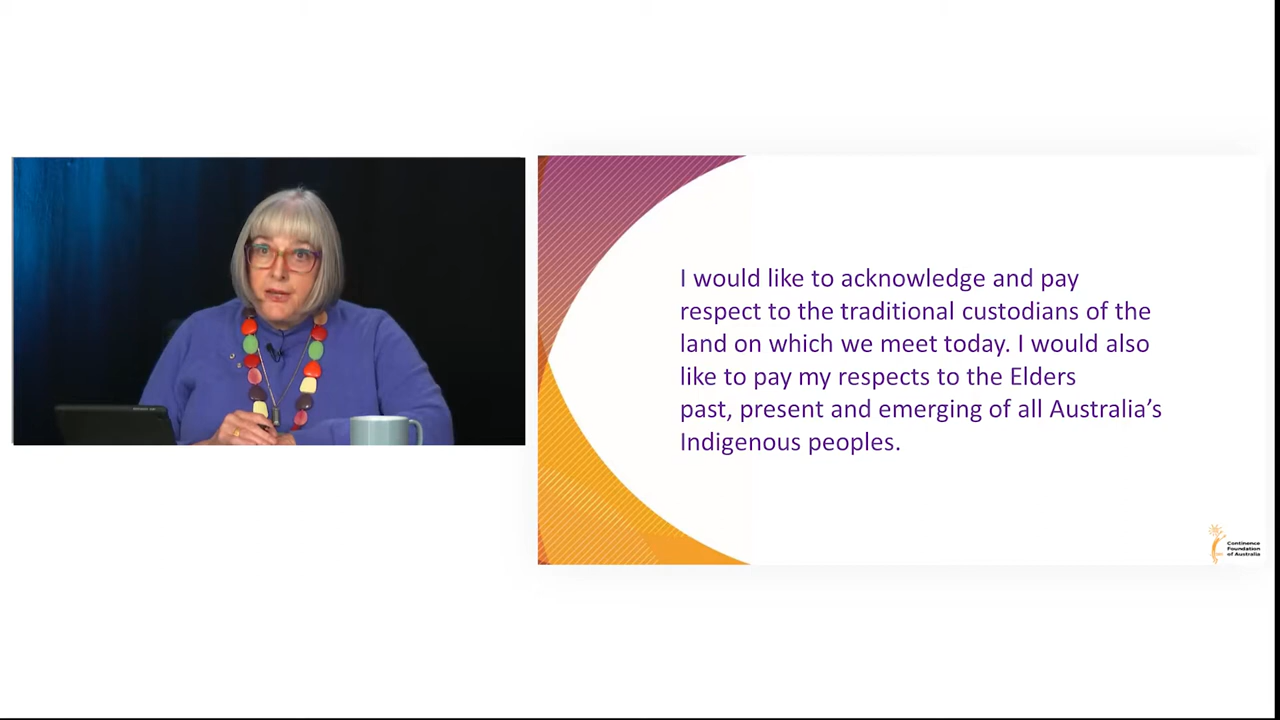 I would like to acknowledge and pay
respect to the traditional custodians of the
land on which we meet today. I would also
like to pay my respects to the Elders
past, present and emerging of all Australia’s
Indigenous peoples.
Continence
Foundation
of Australia